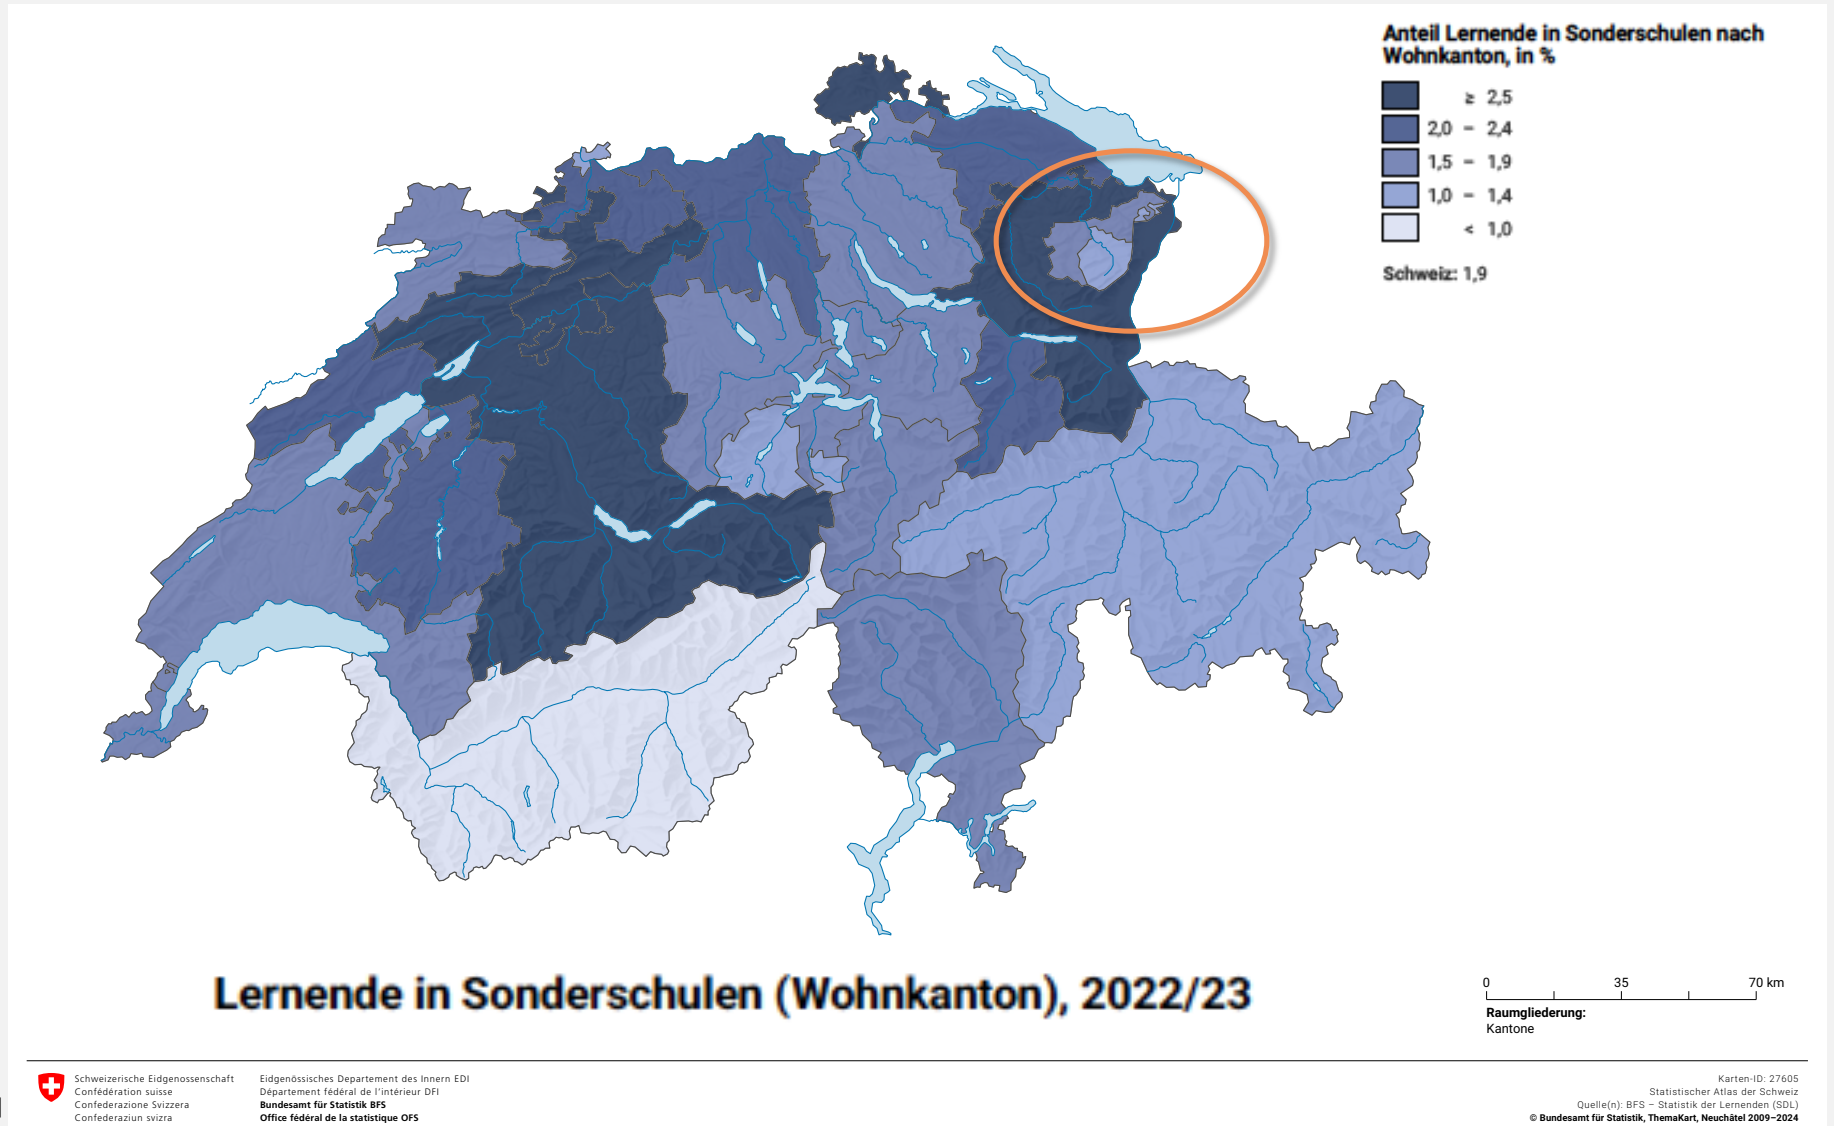 Anteil Lernende in Sonderschulen nach
Wohnkanton, in %
≥ 2,5
2,0 – 2,4
1,5 – 1,9
1,0 – 1,4
< 1,0
Schweiz: 1,9
Lernende in Sonderschulen (Wohnkanton), 2022/23
0 35 70 km
Raumgliederung:
Kantone
Schweizerische Eidgenossenschaft
Confédération suisse
Confederazione Svizzera
Confederaziun svizra
Eidgenössisches Departement des Innern EDI
Département fédéral de l'intérieur DFI
Bundesamt für Statistik BFS
Office fédéral de la statistique OFS
Karten-ID: 27605
Statistischer Atlas der Schweiz
Quelle(n): BFS – Statistik der Lernenden (SDL)
© Bundesamt für Statistik, ThemaKart, Neuchâtel 2009–2024